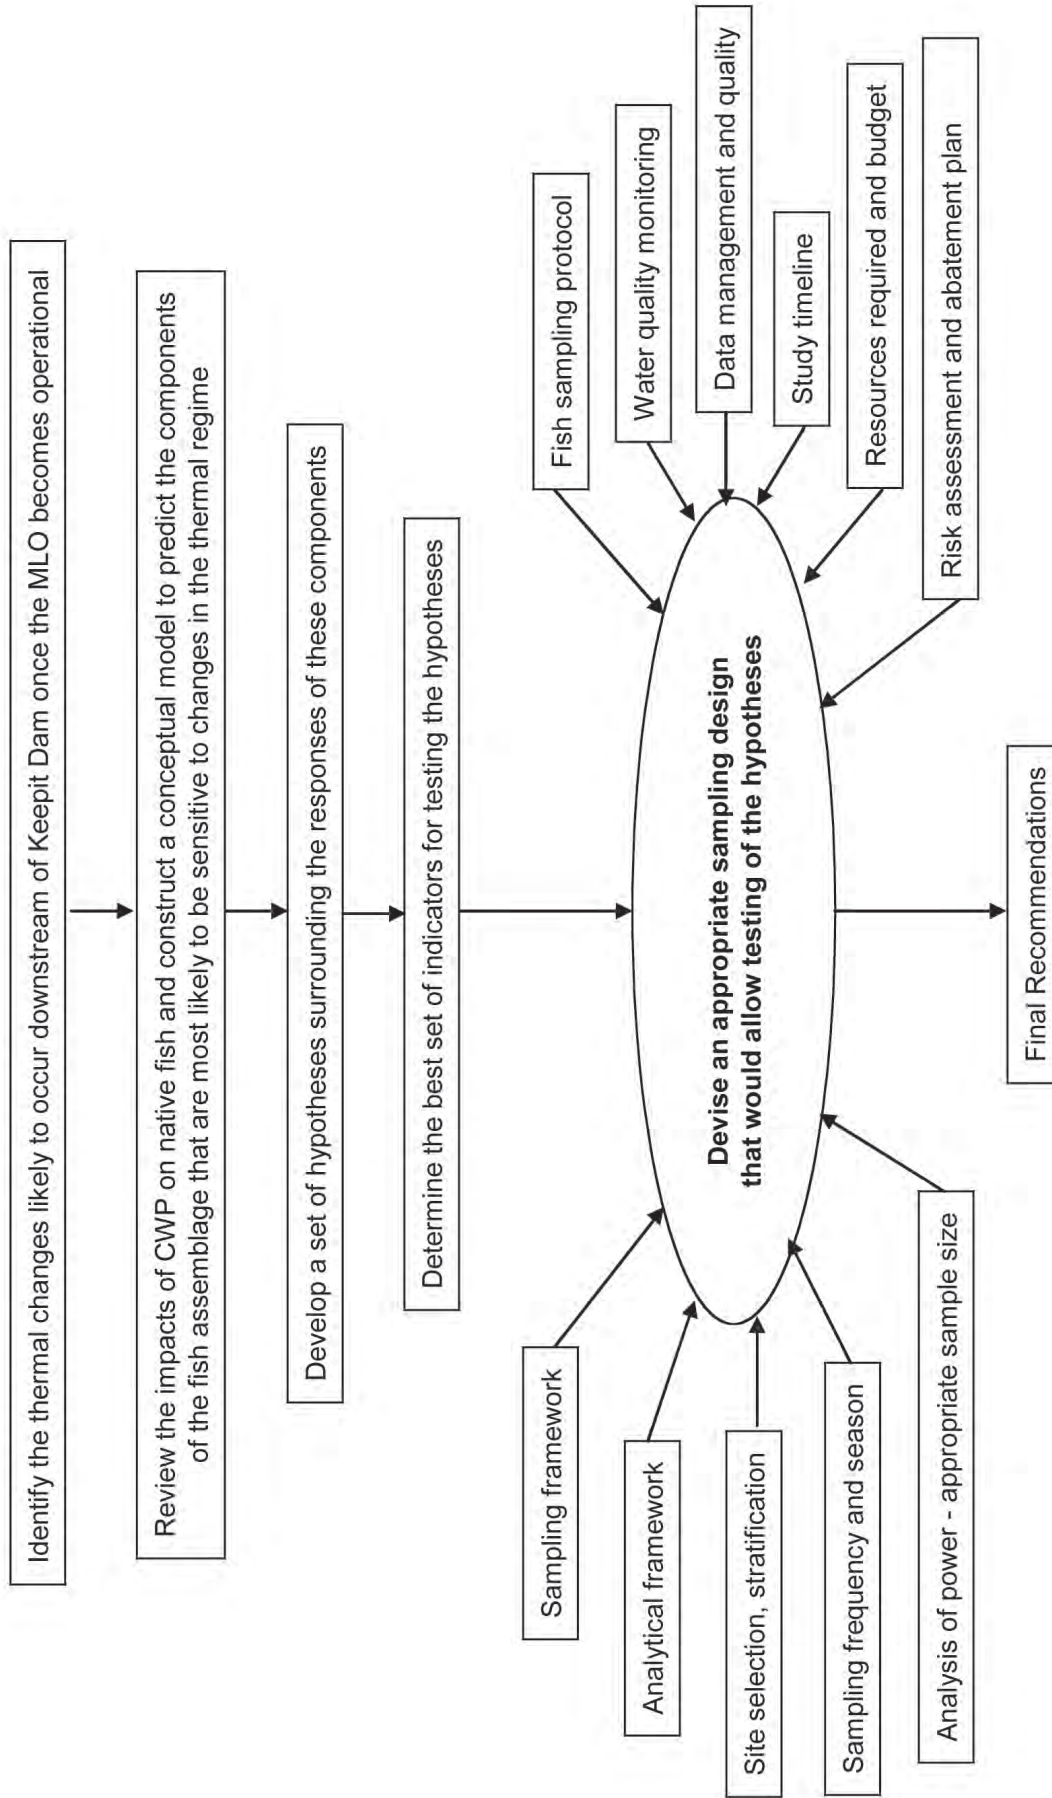 Identify the thermal changes likely to occur downstream of Keepit Dam once the MLO becomes operational
Review the impacts of CWP on native fish and construct a conceptual model to predict the components
of the fish assemblage that are most likely to be sensitive to changes in the thermal regime
Develop a set of hypotheses surrounding the responses of these components
Determine the best set of indicators for testing the hypotheses
Sampling framework
Analytical framework
Site selection, stratification
Sampling frequency and season
Analysis of power - appropriate sample size
Devise an appropriate sampling design
that would allow testing of the hypotheses
Fish sampling protocol
Water quality monitoring
Data management and quality
Study timeline
Resources required and budget
Risk assessment and abatement plan
Final Recommendations